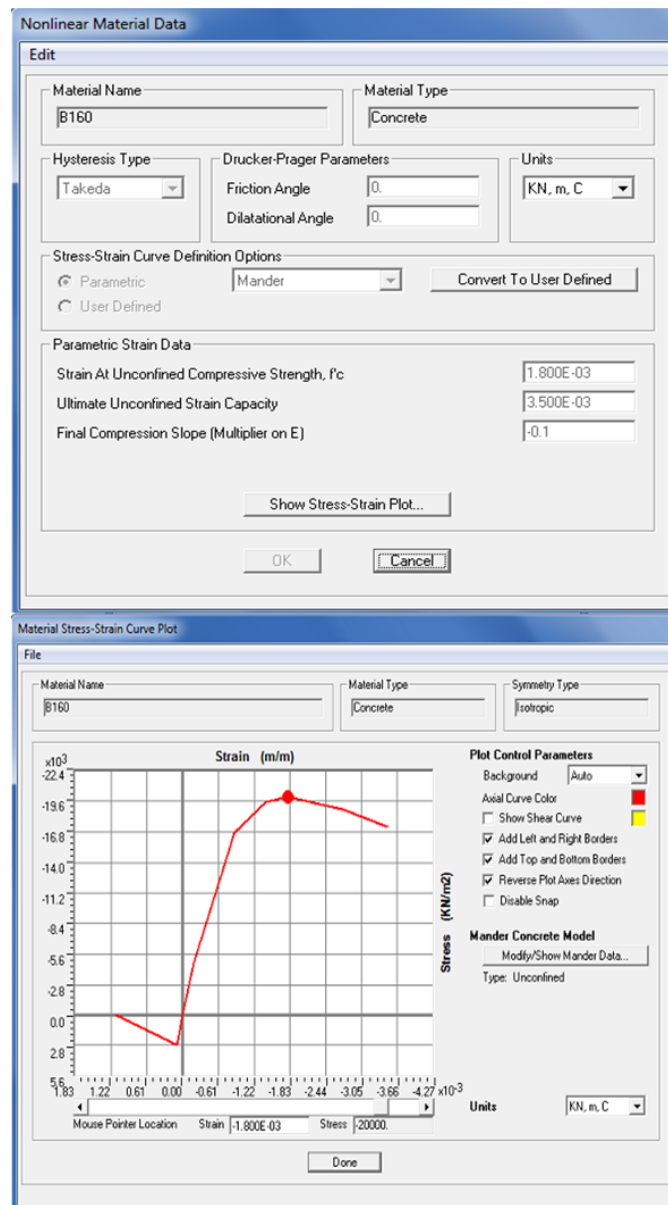 Nonlinear Material Data
Edit
Material Name
B160
Material Type
Concrete
Hysteresis Type
Takeda
Drucker-Prager Parameters
Friction Angle
0.
Dilatational Angle
0.
Units
KN, m, C
Stress-Strain Curve Definition Options
Parametric
Mander
Convert To User Defined
User Defined
Parametric Strain Data
Strain At Unconfined Compressive Strength, f'c
1.800E-03
Ultimate Unconfined Strain Capacity
3.500E-03
Final Compression Slope (Multiplier on E)
-0.1
Show Stress-Strain Plot...
OK
Cancel
Material Stress-Strain Curve Plot
File
Material Name
B160
Material Type
Concrete
Symmetry Type
Isotropic
x10³
Strain (m/m)
-22.4
-19.6
-16.8
-14.0
-11.2
-8.4
-5.6
-2.8
0.0
2.8
5.6
1.83 1.22 0.61 0.00 -0.61 -1.22 -1.83 -2.44 -3.05 -3.66 -4.27 x10⁻³
Stress (KN/m2)
Mouse Pointer Location Strain -1.800E-03 Stress -20000.
Plot Control Parameters
Background Auto
Axial Curve Color
Show Shear Curve
Add Left and Right Borders
Add Top and Bottom Borders
Reverse Plot Axes Direction
Disable Snap
Mander Concrete Model
Modify/Show Mander Data...
Type: Unconfined
Units KN, m, C
Done